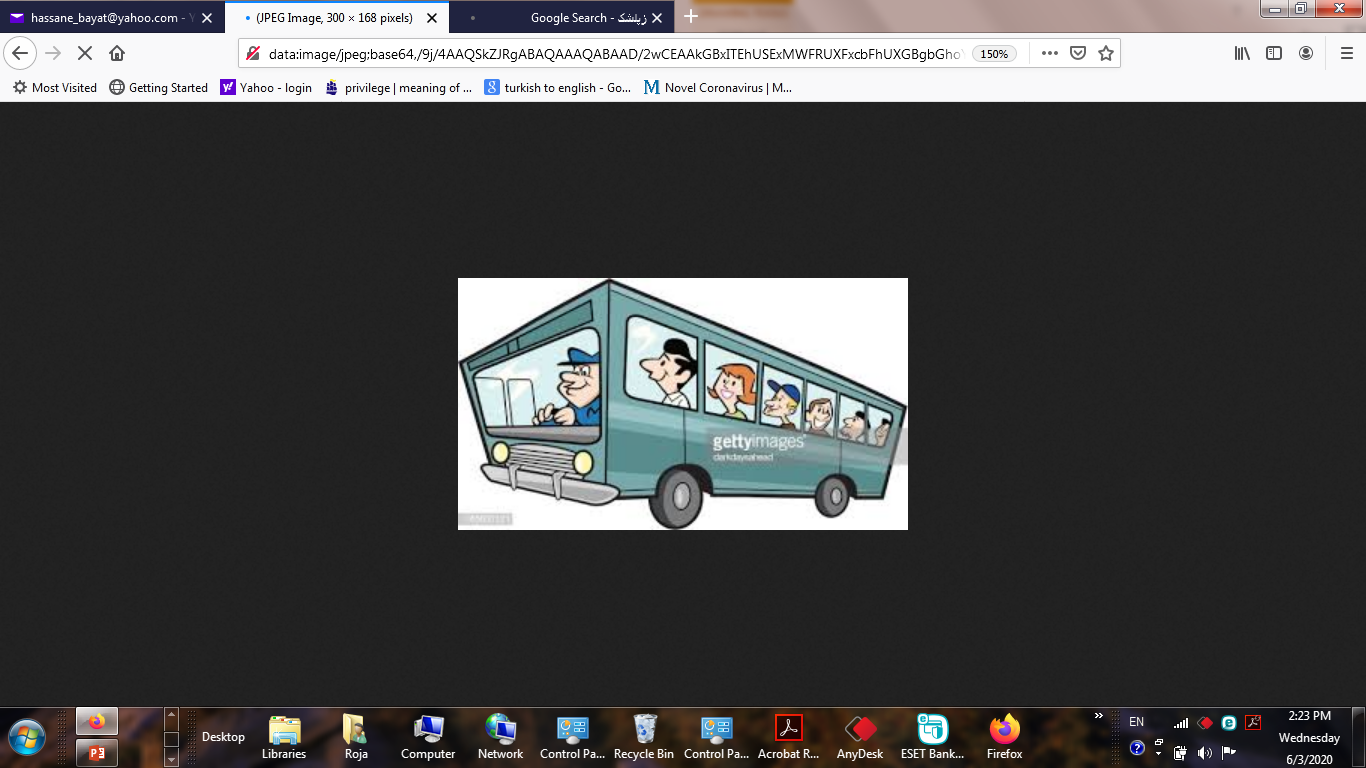 hassane_bayat@yahoo.com - Y
(JPEG Image, 300 × 168 pixels)
زپلشک - Google Search
data:image/jpeg;base64,/9j/4AAQSkZJRgABAQAAAQABAAD/2wCEAAkGBxITEhUSExMWFRUXFxcbFhUXGBgbGho
150%
Most Visited
Getting Started
Yahoo - login
privilege | meaning of ...
turkish to english - Go...
Novel Coronavirus | M...
gettyimages
darkdaysahead
Desktop
Libraries
Roja
Computer
Network
Control Pa...
Recycle Bin
Control Pa...
Acrobat R...
AnyDesk
ESET Bank...
Firefox
EN
2:23 PM
Wednesday
6/3/2020